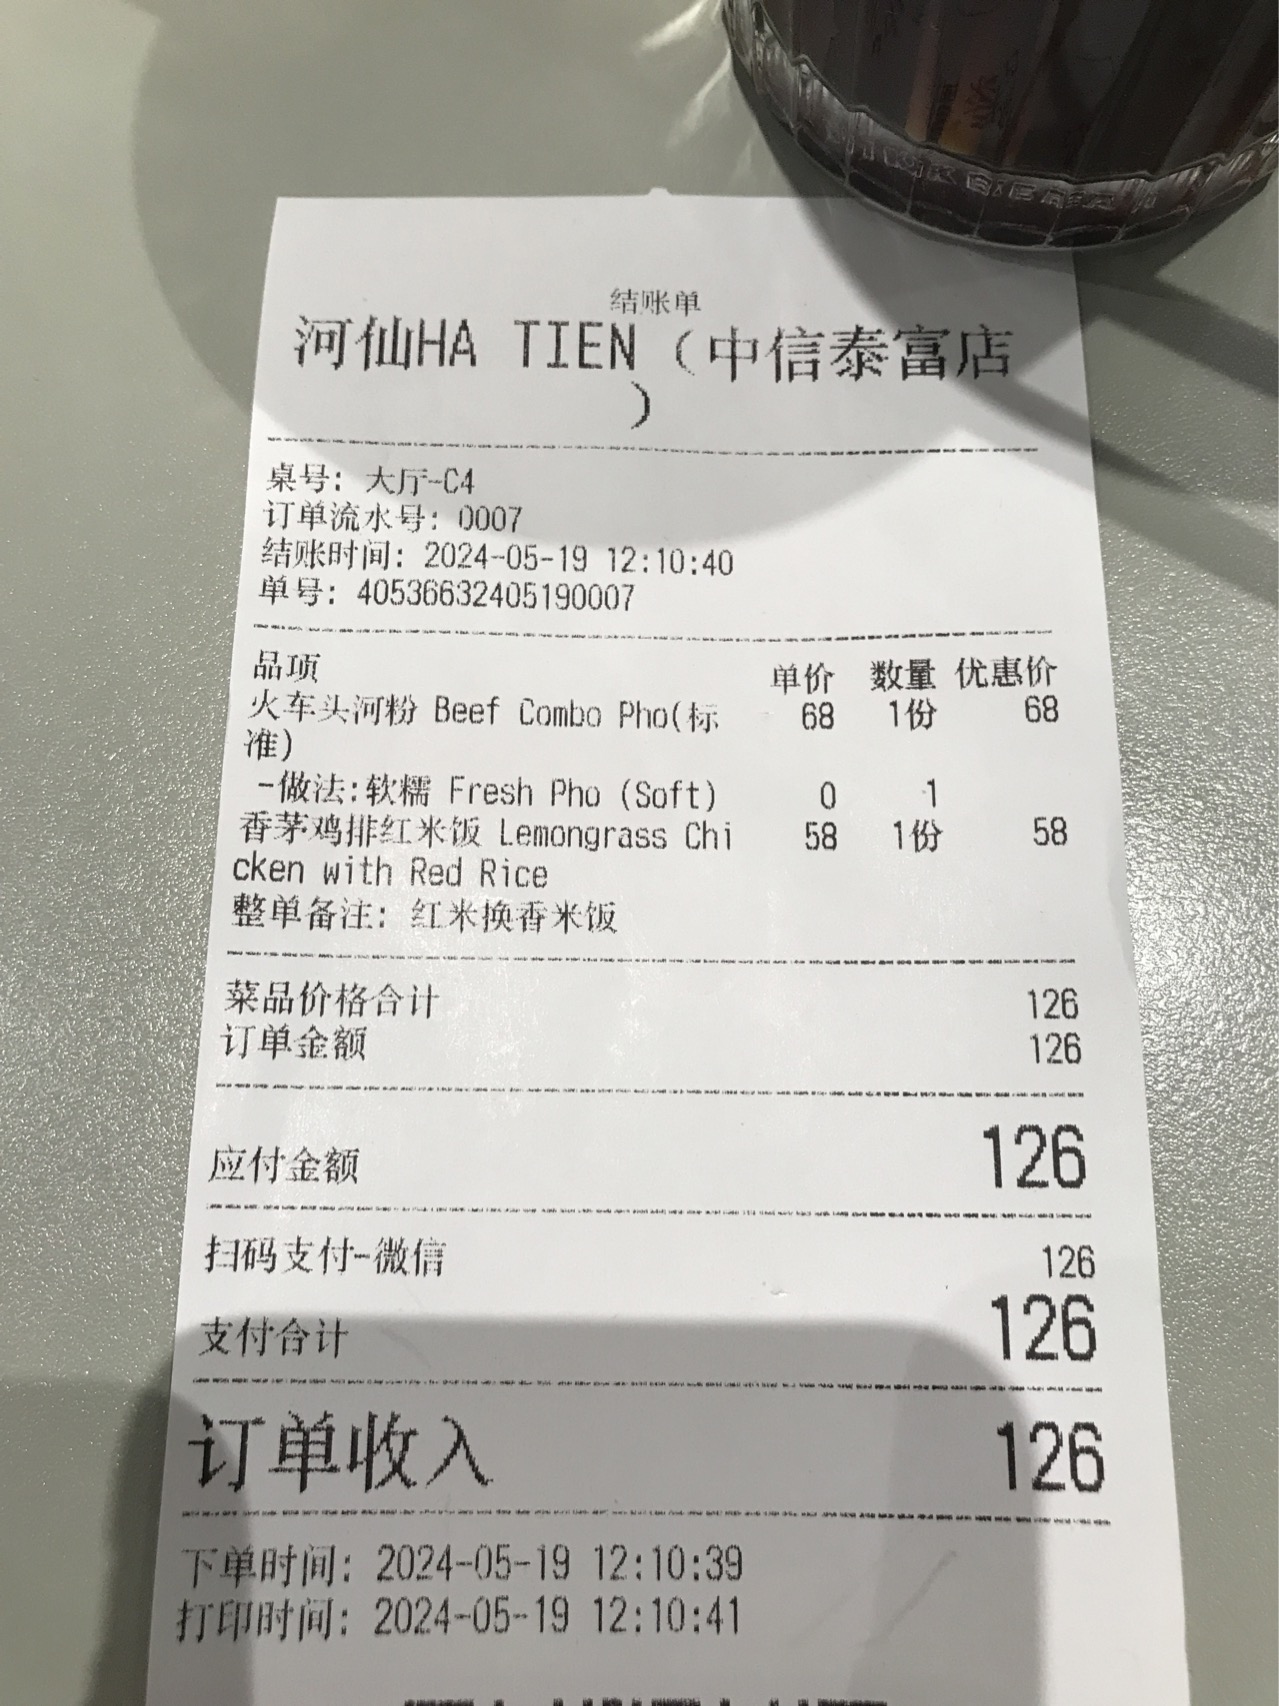 结账单
河仙HA TIEN（中信泰富店
）
桌号: 大厅-C4
订单流水号: 0007
结账时间: 2024-05-19 12:10:40
单号: 40536632405190007
品项 单价 数量 优惠价
火车头河粉 Beef Combo Pho(标 68 1份 68
准)
-做法:软糯 Fresh Pho (Soft) 0 1
香茅鸡排红米饭 Lemongrass Chi 58 1份 58
cken with Red Rice
整单备注: 红米换香米饭
菜品价格合计 126
订单金额 126
应付金额 126
扫码支付-微信 126
支付合计 126
订单收入 126
下单时间: 2024-05-19 12:10:39
打印时间: 2024-05-19 12:10:41